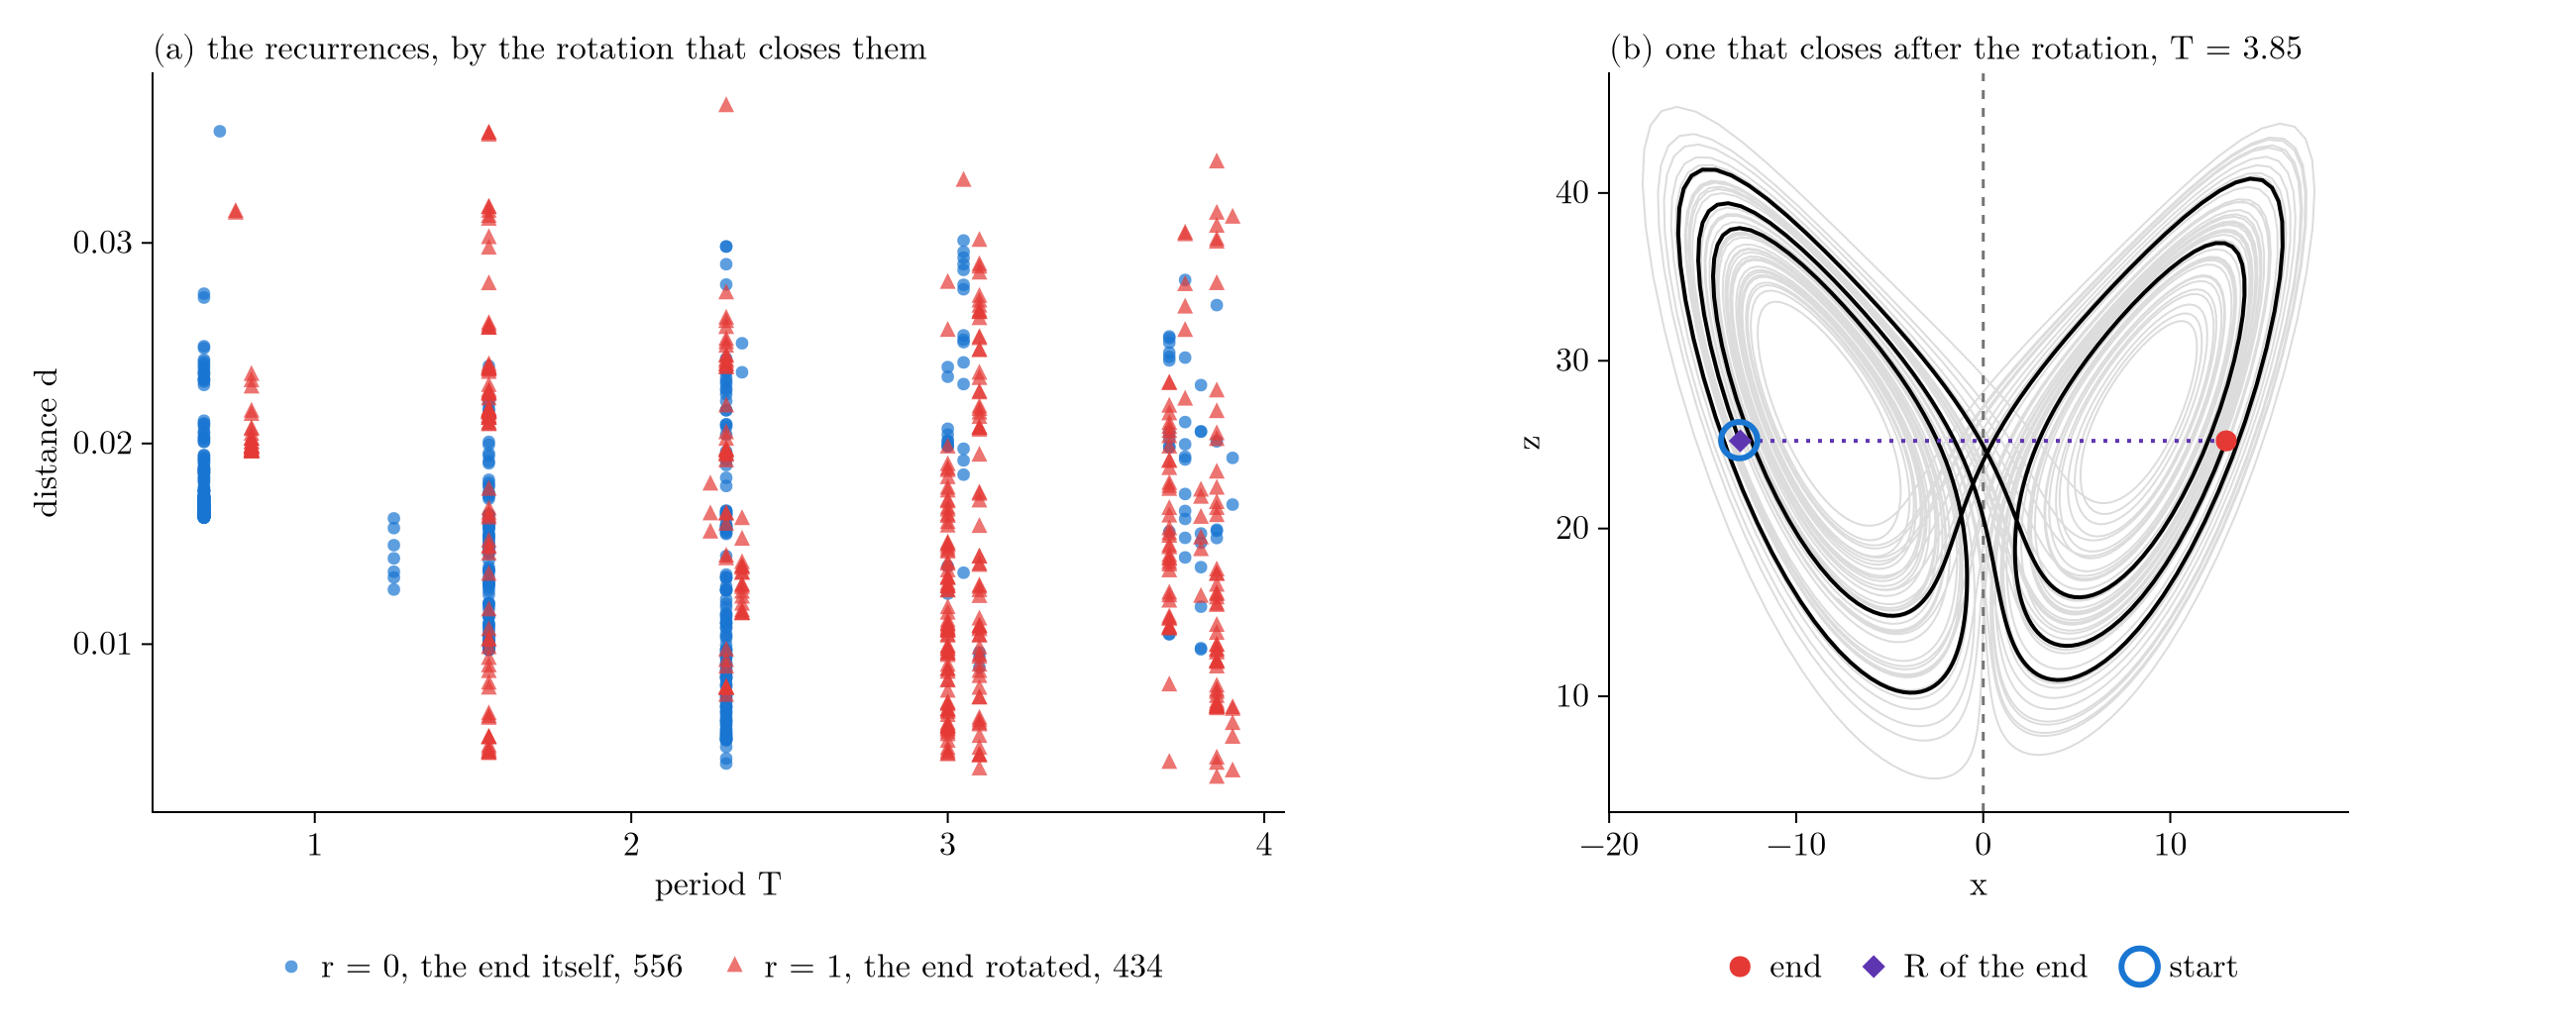 (a) the recurrences, by the rotation that closes them
distance d
0.03
0.02
0.01
1 2 3 4
period T
r = 0, the end itself, 556
r = 1, the end rotated, 434
(b) one that closes after the rotation, T = 3.85
z
40
30
20
10
−20 −10 0 10
x
end
R of the end
start